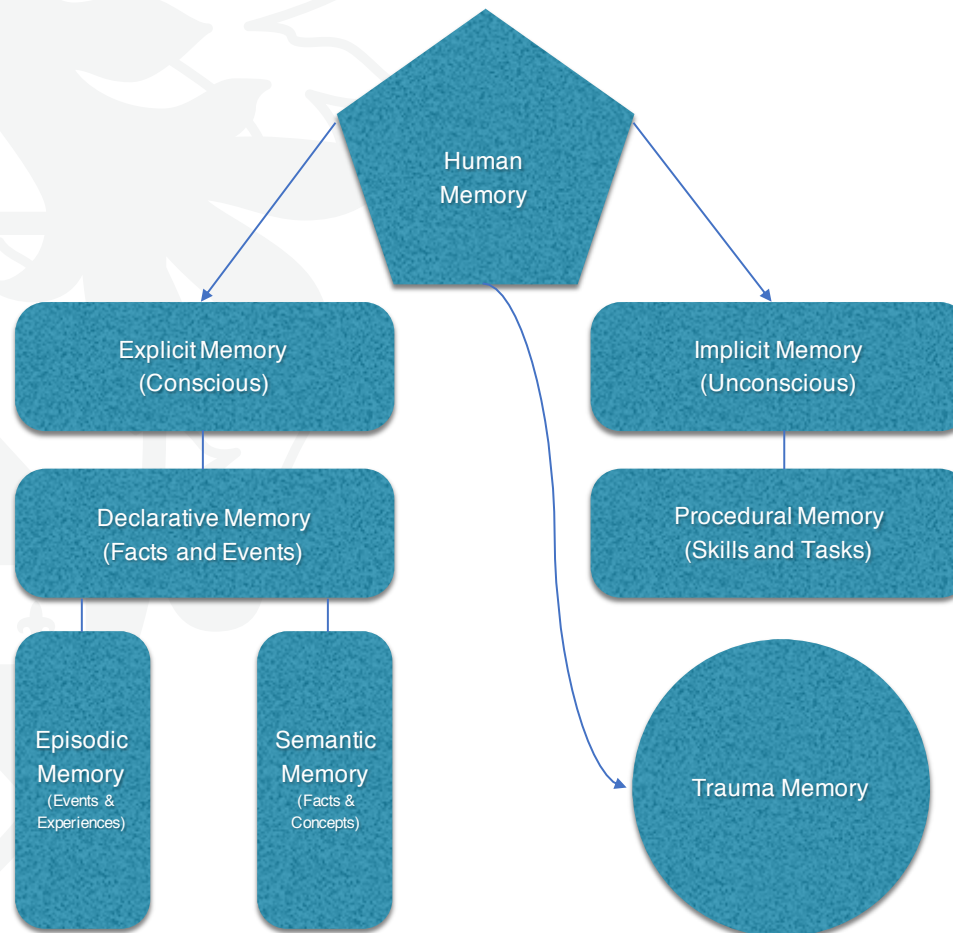 Human
Memory
Explicit Memory
(Conscious)
Implicit Memory
(Unconscious)
Declarative Memory
(Facts and Events)
Procedural Memory
(Skills and Tasks)
Episodic
Memory
(Events &
Experiences)
Semantic
Memory
(Facts &
Concepts)
Trauma Memory